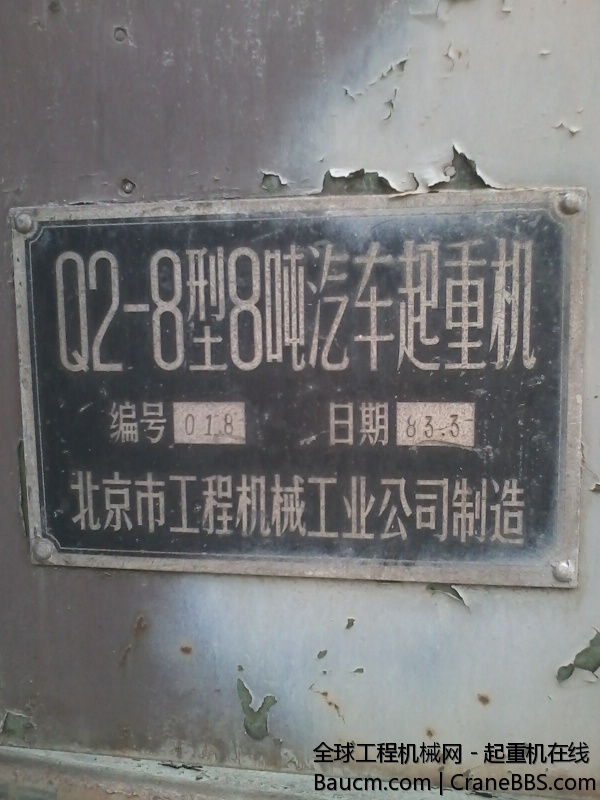 Q2-8型8吨汽车起重机
编号 018 日期 83.3
北京市工程机械工业公司制造
全球工程机械网 - 起重机在线
Baucm.com | CraneBBS.com